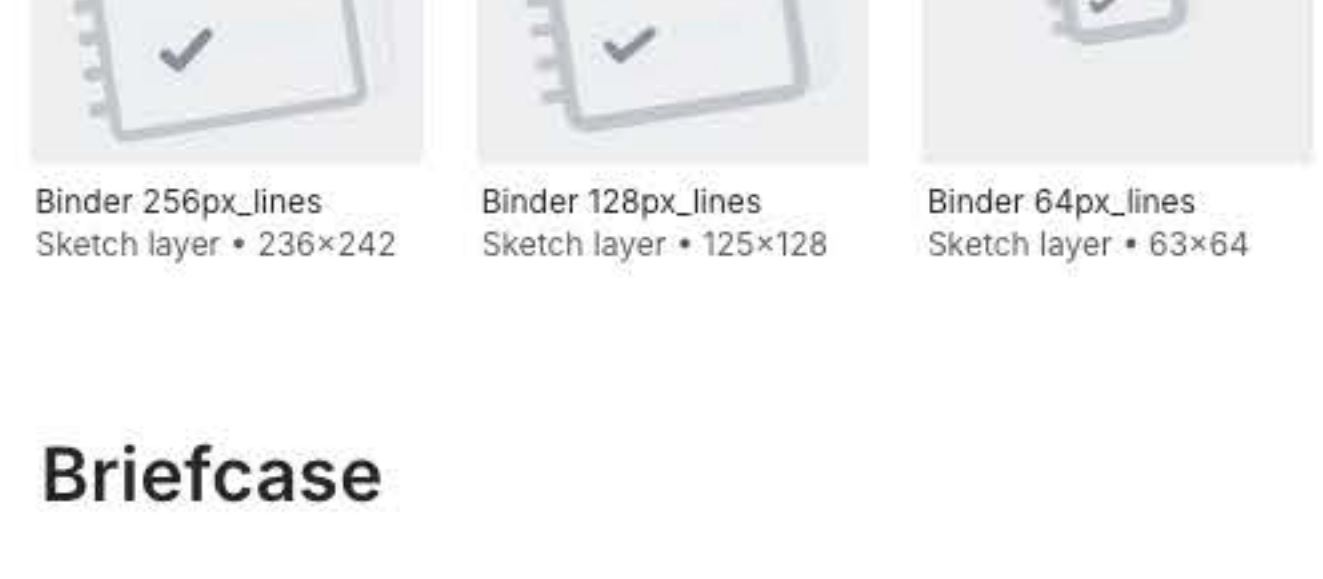 Binder 256px_lines
Sketch layer • 236×242
Binder 128px_lines
Sketch layer • 125×128
Binder 64px_lines
Sketch layer • 63×64
Briefcase